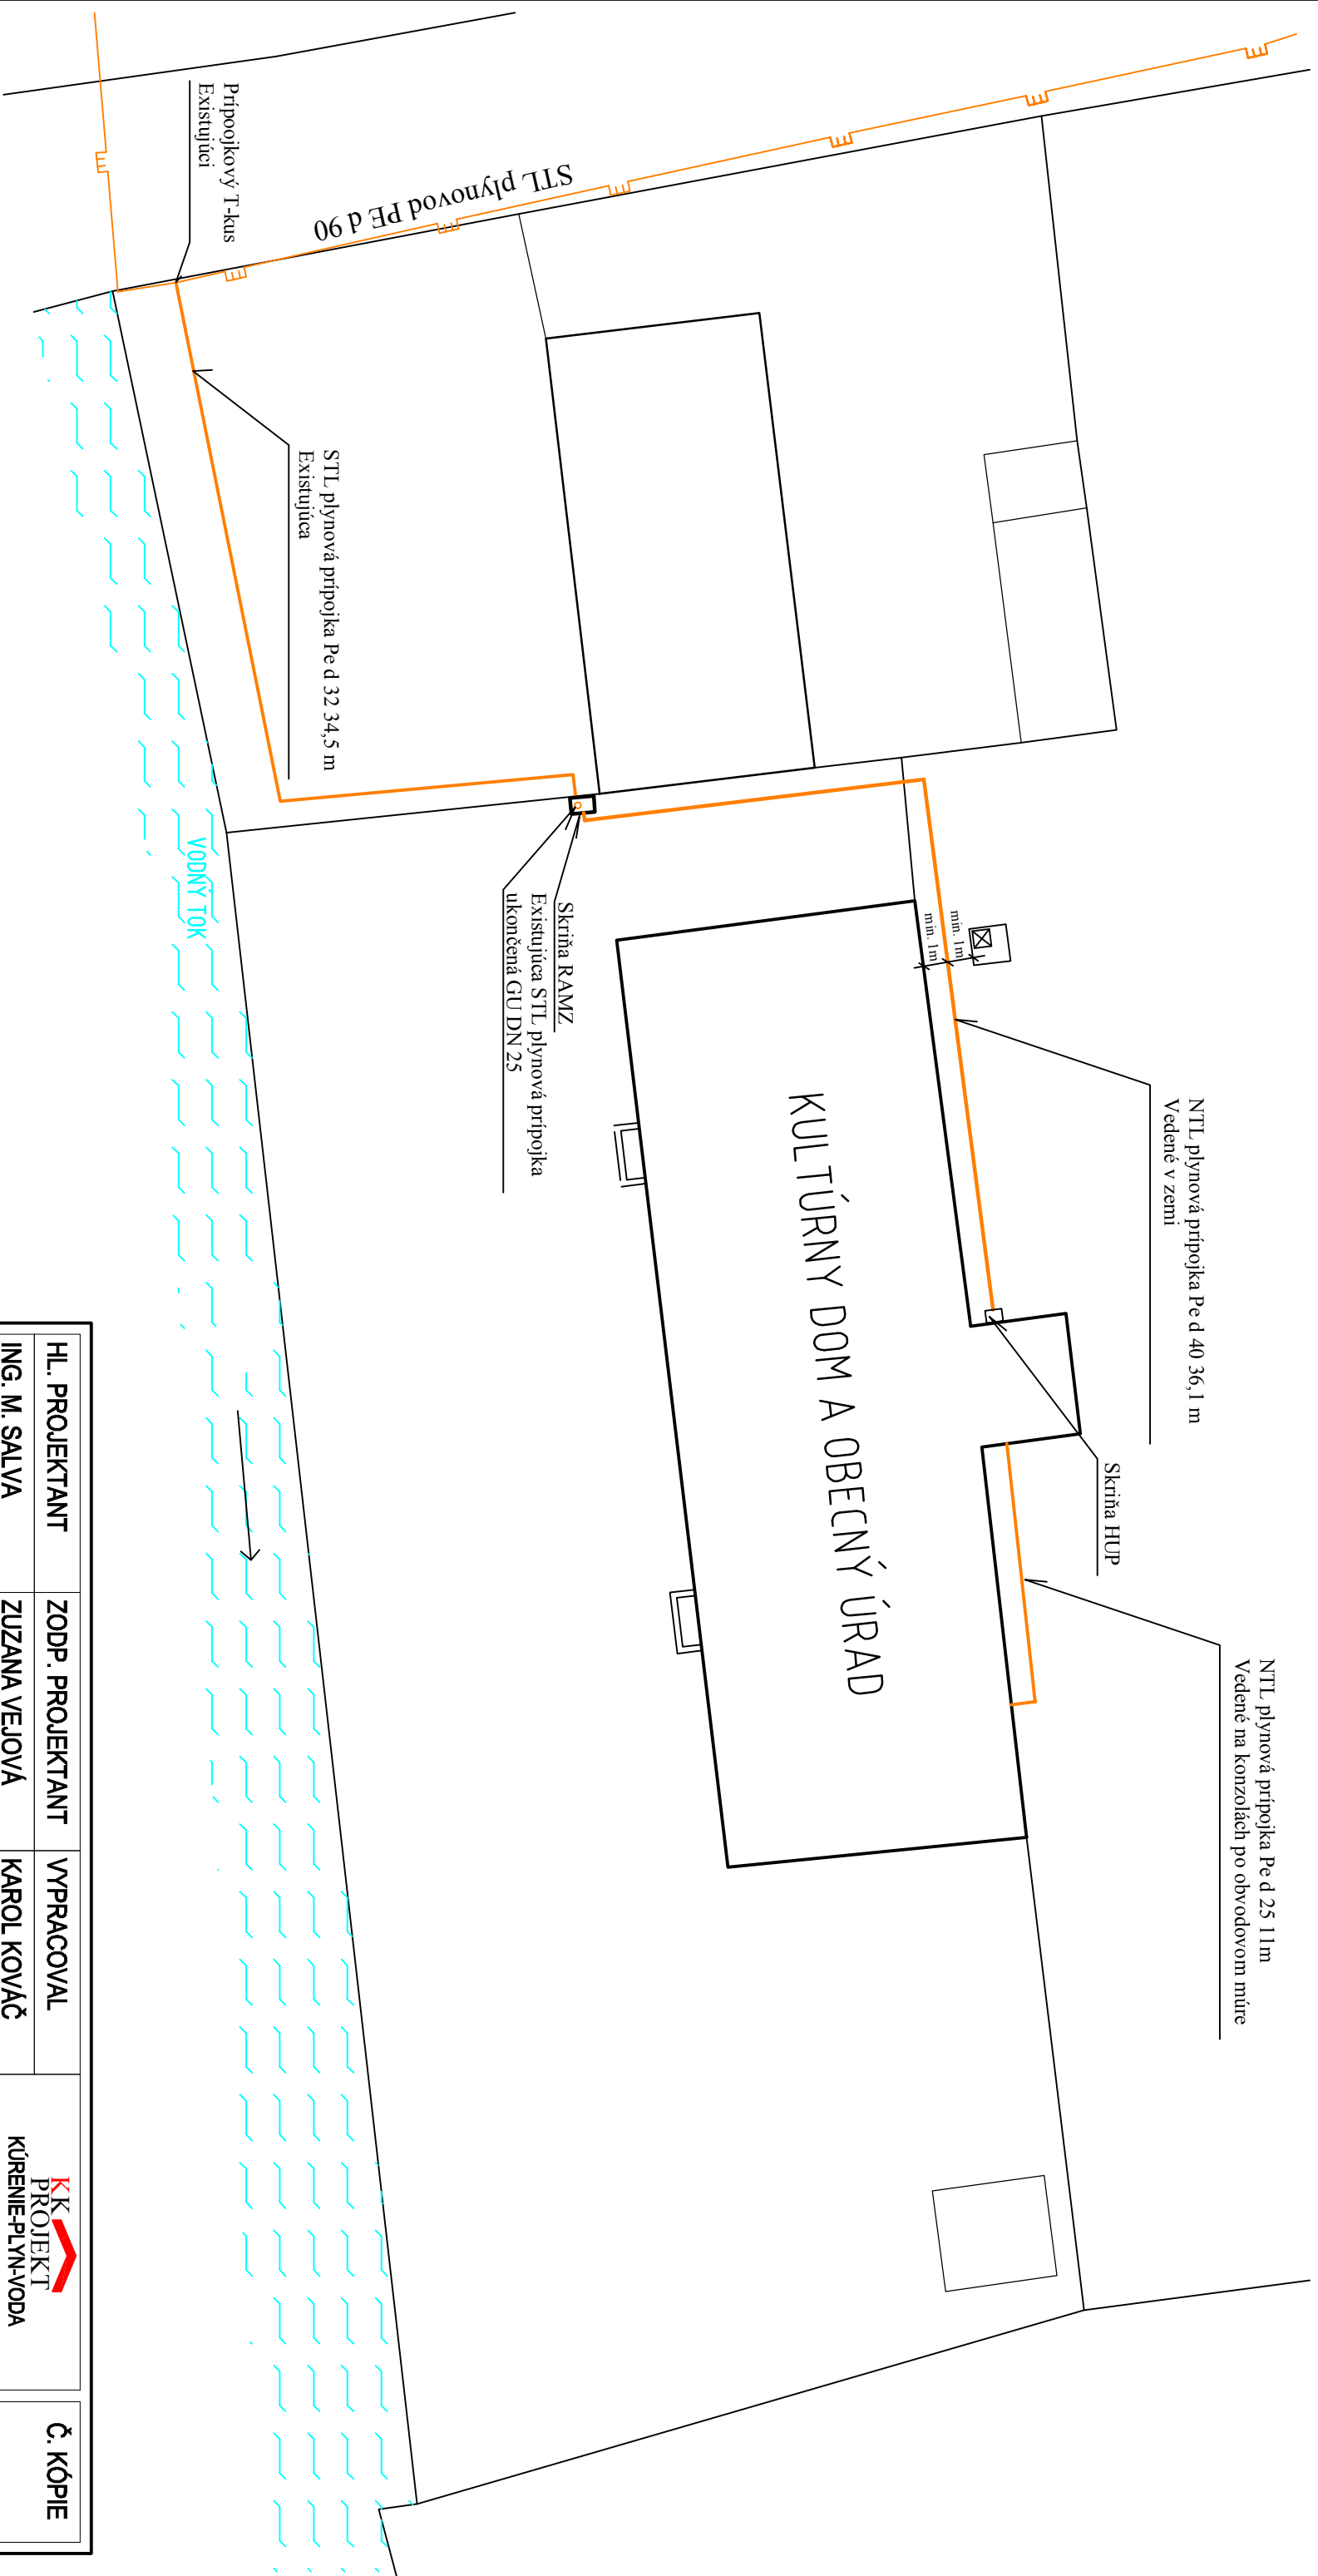 Prípoojkový T-kus
Existujúci
STL plynovod PE d 90
STL plynová prípojka Pe d 32 34,5 m
Existujúca
VODNÝ TOK
Skriňa RAMZ
Existujúca STL plynová prípojka
ukončená GU DN 25
min. 1m
min. 1m
NTL plynová prípojka Pe d 40 36,1 m
Vedené v zemi
KULTÚRNY DOM A OBECNÝ ÚRAD
Skriňa HUP
NTL plynová prípojka Pe d 25 11m
Vedené na konzolách po obvodovom múre
HL. PROJEKTANT
ZODP. PROJEKTANT
VYPRACOVAL
ING. M. SALVA
ZUZANA VEJOVÁ
KAROL KOVÁČ
KK
PROJEKT
KÚRENIE-PLYN-VODA
Č. KÓPIE